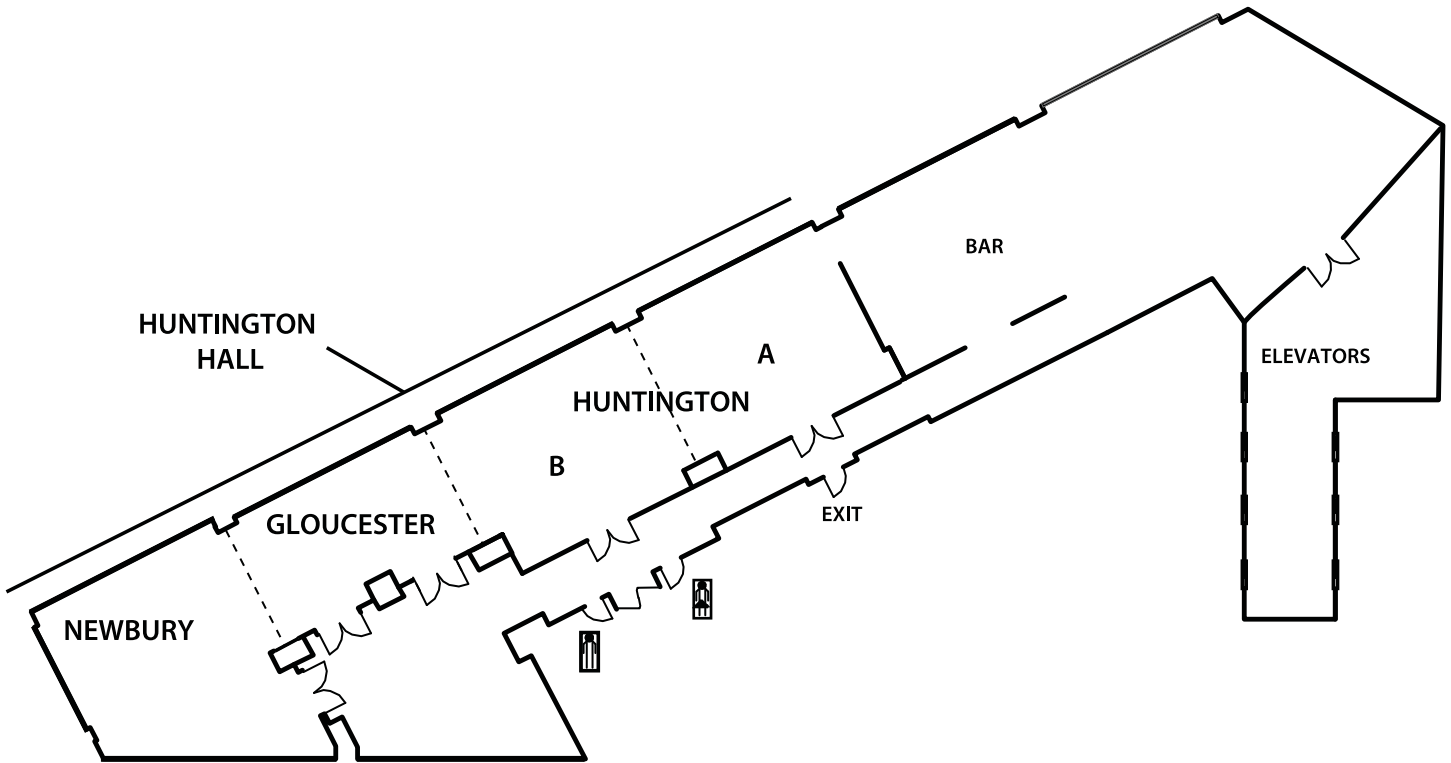 BAR
HUNTINGTON
HALL
A
ELEVATORS
HUNTINGTON
B
EXIT
GLOUCESTER
NEWBURY